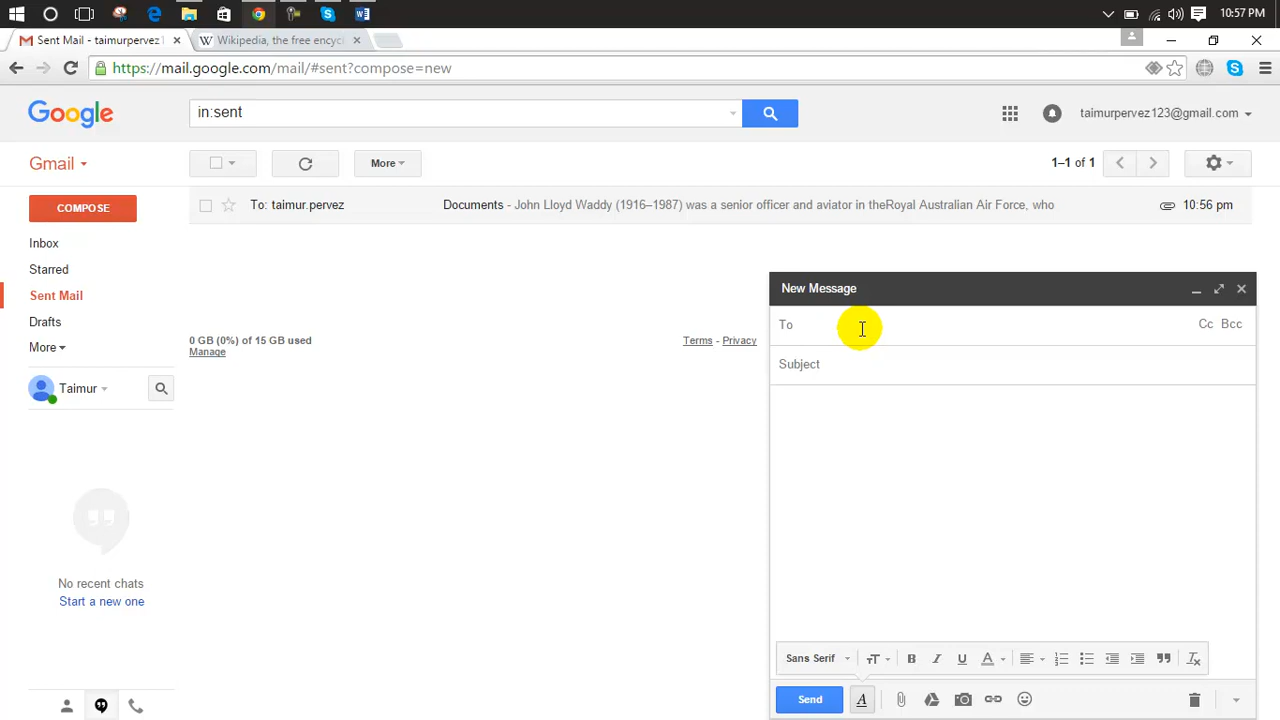 10:57 PM
Sent Mail - taimurpervez1
Wikipedia, the free encyc
https://mail.google.com/mail/#sent?compose=new
Google
in:sent
taimurpervez123@gmail.com
Gmail
More
1–1 of 1
COMPOSE
To: taimur.pervez
Documents - John Lloyd Waddy (1916–1987) was a senior officer and aviator in theRoyal Australian Air Force, who
10:56 pm
Inbox
Starred
Sent Mail
Drafts
More
Taimur
0 GB (0%) of 15 GB used
Manage
Terms - Privacy
New Message
To
Cc Bcc
Subject
No recent chats
Start a new one
Sans Serif
Send